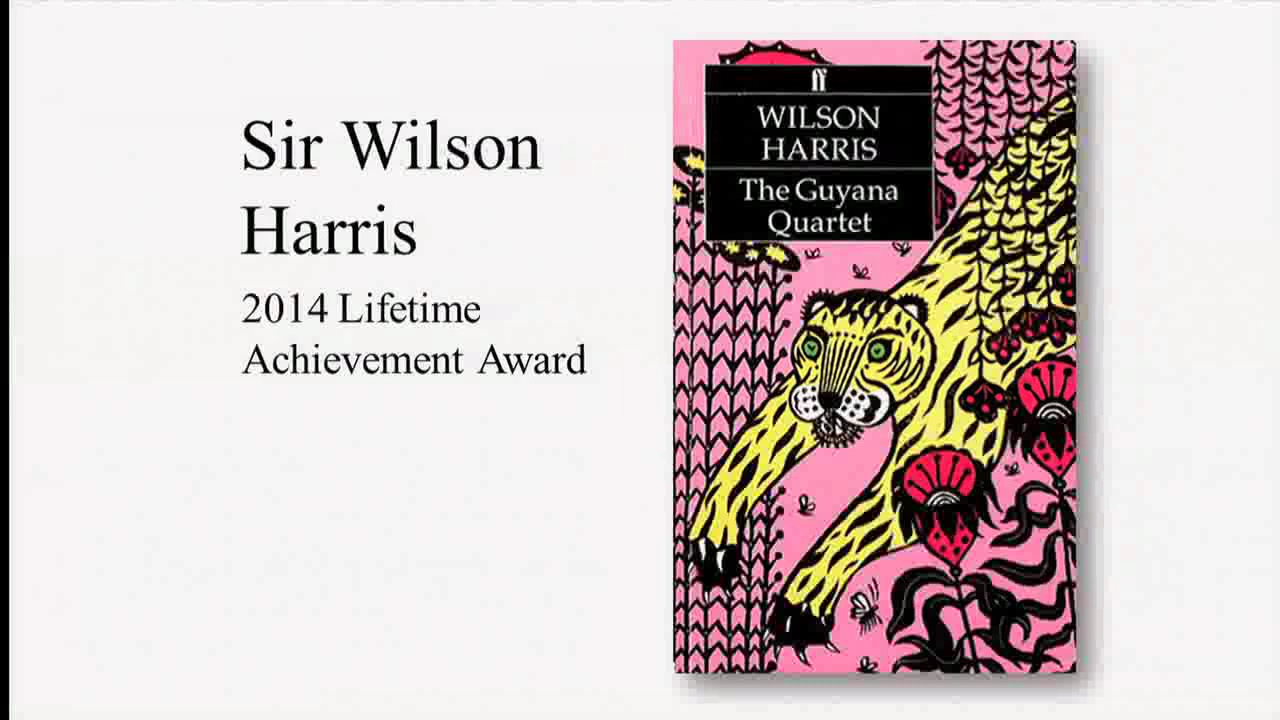 Sir Wilson
Harris
2014 Lifetime
Achievement Award
ff
WILSON
HARRIS
The Guyana
Quartet